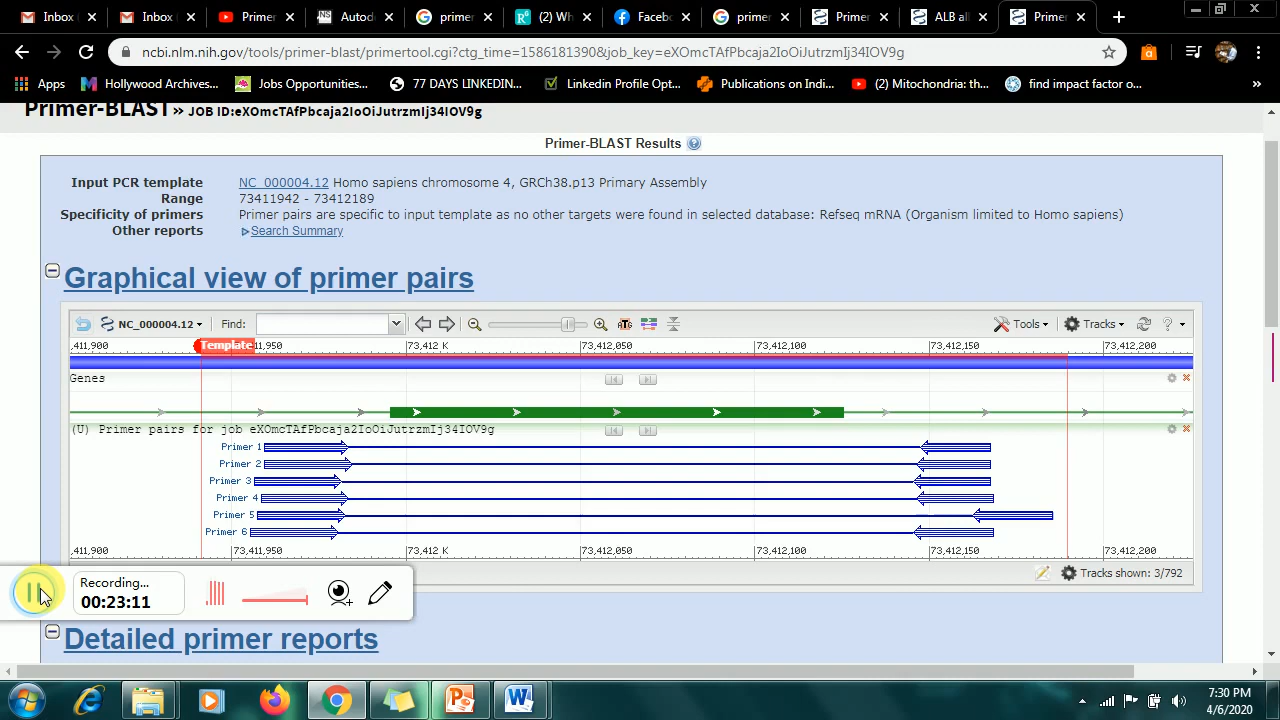 Inbox (
Inbox (
Primer
Autod
primer
(2) Wh
Facebo
primer
Primer
ALB all
Primer
ncbi.nlm.nih.gov/tools/primer-blast/primertool.cgi?ctg_time=1586181390&job_key=eXOmcTAfPbcaja2IoOiJutrzmIj34IOV9g
Apps
Hollywood Archives...
Jobs Opportunities...
77 DAYS LINKEDIN...
Linkedin Profile Opt...
Publications on Indi...
(2) Mitochondria: th...
find impact factor o...
»
Primer-BLAST » JOB ID:eXOmcTAfPbcaja2IoOiJutrzmIj34IOV9g
Primer-BLAST Results
Input PCR template NC_000004.12 Homo sapiens chromosome 4, GRCh38.p13 Primary Assembly
Range 73411942 - 73412189
Specificity of primers Primer pairs are specific to input template as no other targets were found in selected database: Refseq mRNA (Organism limited to Homo sapiens)
Other reports Search Summary
Graphical view of primer pairs
NC_000004.12 Find: Tools Tracks ?
,411,900 Template 11,950 73,412 K 73,412,050 73,412,100 73,412,150 73,412,200
Genes
(U) Primer pairs for job eXOmcTAfPbcaja2IoOiJutrzmIj34IOV9g
Primer 1
Primer 2
Primer 3
Primer 4
Primer 5
Primer 6
,411,900 73,411,950 73,412 K 73,412,050 73,412,100 73,412,150 73,412,200
Tracks shown: 3/792
Recording...
00:23:11
Detailed primer reports
7:30 PM
4/6/2020